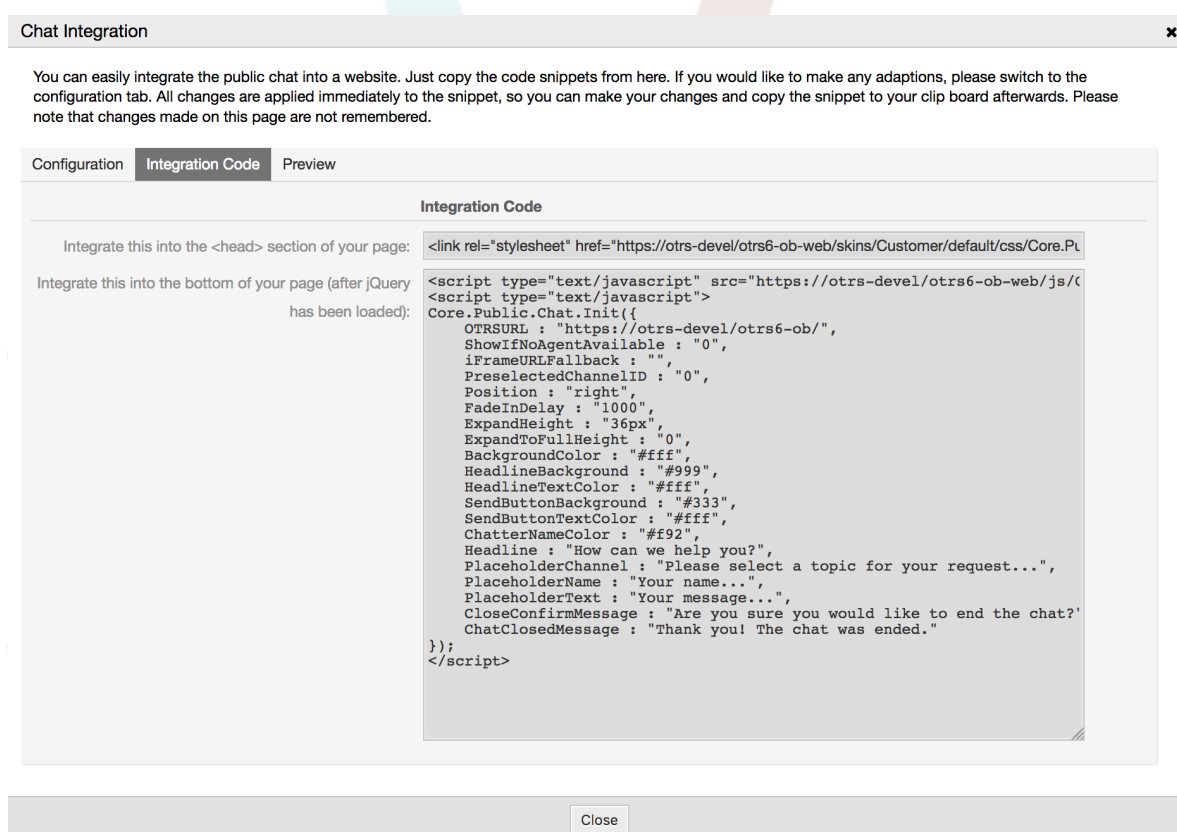 Chat Integration
You can easily integrate the public chat into a website. Just copy the code snippets from here. If you would like to make any adaptions, please switch to the
configuration tab. All changes are applied immediately to the snippet, so you can make your changes and copy the snippet to your clip board afterwards. Please
note that changes made on this page are not remembered.
Configuration Integration Code Preview
Integration Code
Integrate this into the <head> section of your page: <link rel="stylesheet" href="https://otrs-devel/otrs6-ob-web/skins/Customer/default/css/Core.Pu
Integrate this into the bottom of your page (after jQuery
has been loaded):
<script type="text/javascript" src="https://otrs-devel/otrs6-ob-web/js/
<script type="text/javascript">
Core.Public.Chat.Init({
    OTRSURL : "https://otrs-devel/otrs6-ob/",
    ShowIfNoAgentAvailable : "0",
    iFrameURLFallback : "",
    PreselectedChannelID : "0",
    Position : "right",
    FadeInDelay : "1000",
    ExpandHeight : "36px",
    ExpandToFullHeight : "0",
    BackgroundColor : "#fff",
    HeadlineBackground : "#999",
    HeadlineTextColor : "#fff",
    SendButtonBackground : "#333",
    SendButtonTextColor : "#fff",
    ChatterNameColor : "#f92",
    Headline : "How can we help you?",
    PlaceholderChannel : "Please select a topic for your request...",
    PlaceholderName : "Your name...",
    PlaceholderText : "Your message...",
    CloseConfirmMessage : "Are you sure you would like to end the chat?"
    ChatClosedMessage : "Thank you! The chat was ended."
});
</script>
Close